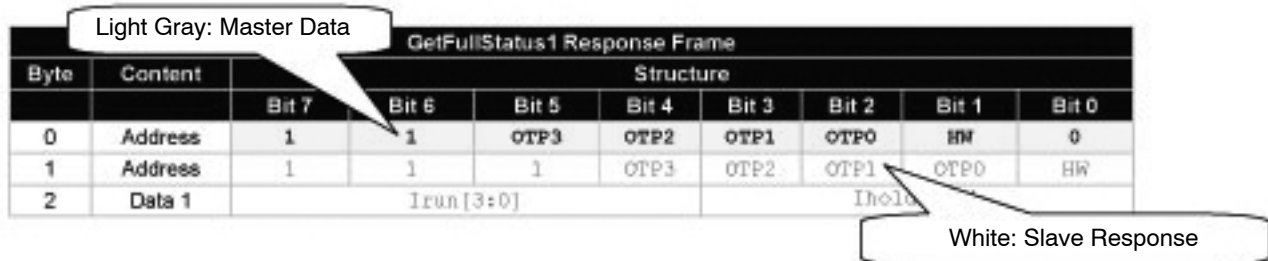 Light Gray: Master Data
GetFullStatus1 Response Frame
Byte Content Structure
Bit 7 Bit 6 Bit 5 Bit 4 Bit 3 Bit 2 Bit 1 Bit 0
0 Address 1 1 OTP3 OTP2 OTP1 OTP0 HW 0
1 Address 1 1 1 OTP3 OTP2 OTP1 OTP0 HW
2 Data 1 Irun[3:0]
White: Slave Response